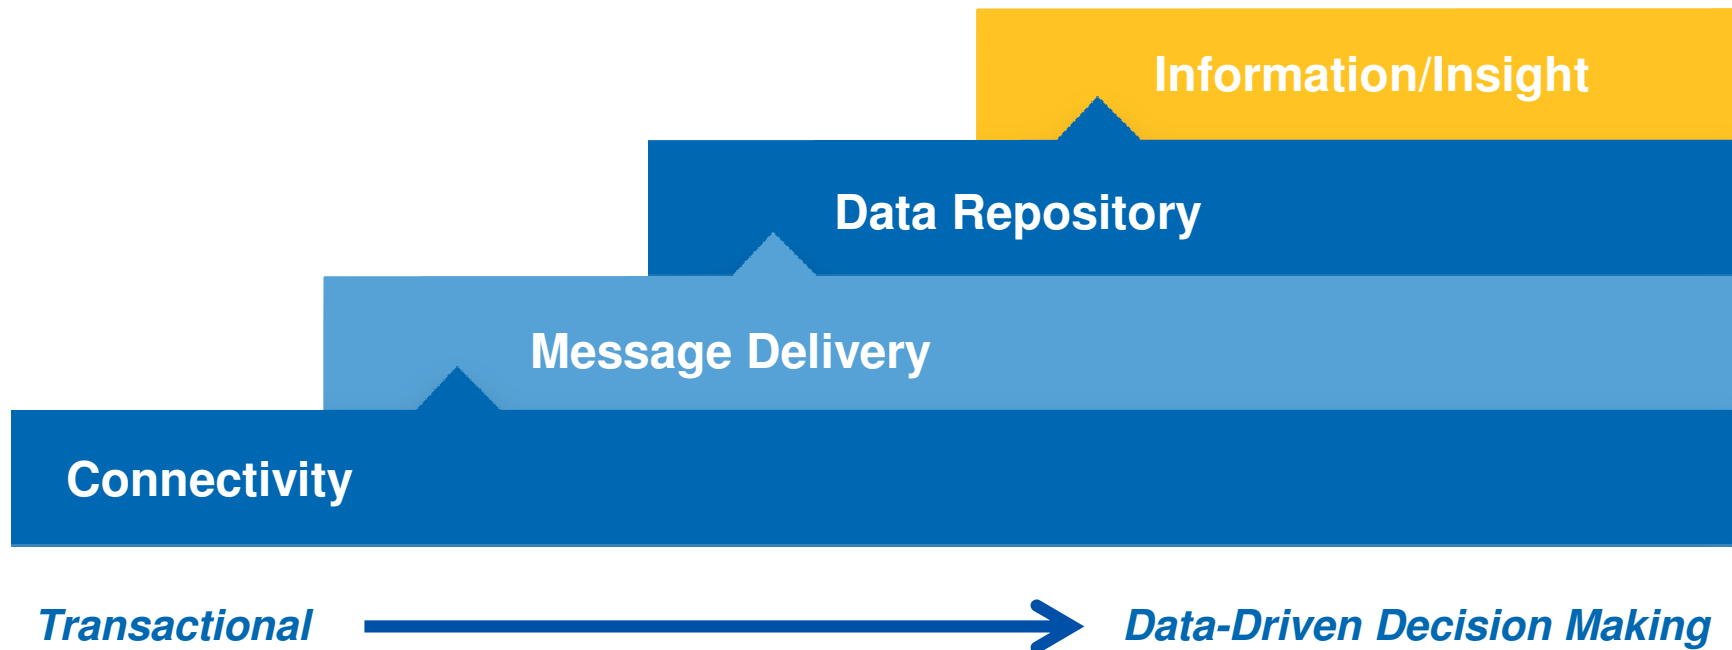 Information/Insight
Data Repository
Message Delivery
Connectivity
Transactional
Data-Driven Decision Making